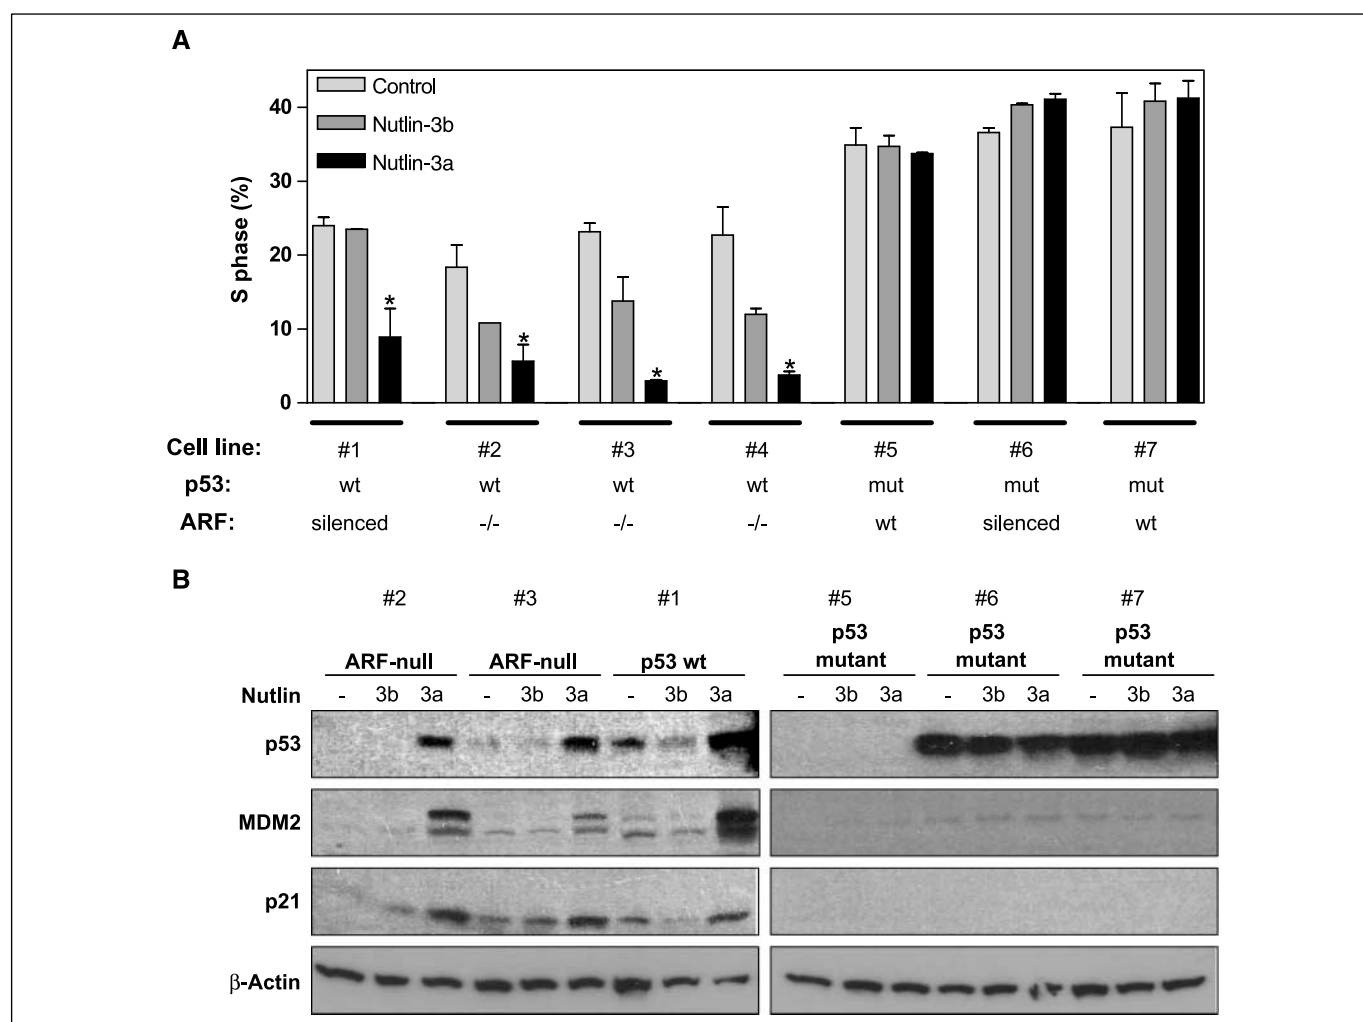 A
Control
Nutlin-3b
Nutlin-3a
S phase (%)
40
30
20
10
0
* * * *
Cell line: #1 #2 #3 #4 #5 #6 #7
p53: wt wt wt wt mut mut mut
ARF: silenced -/- -/- -/- wt silenced wt
B
#2 #3 #1 #5 #6 #7
ARF-null ARF-null p53 wt p53 mutant p53 mutant p53 mutant
Nutlin - 3b 3a - 3b 3a - 3b 3a - 3b 3a - 3b 3a - 3b 3a
p53
MDM2
p21
β-Actin